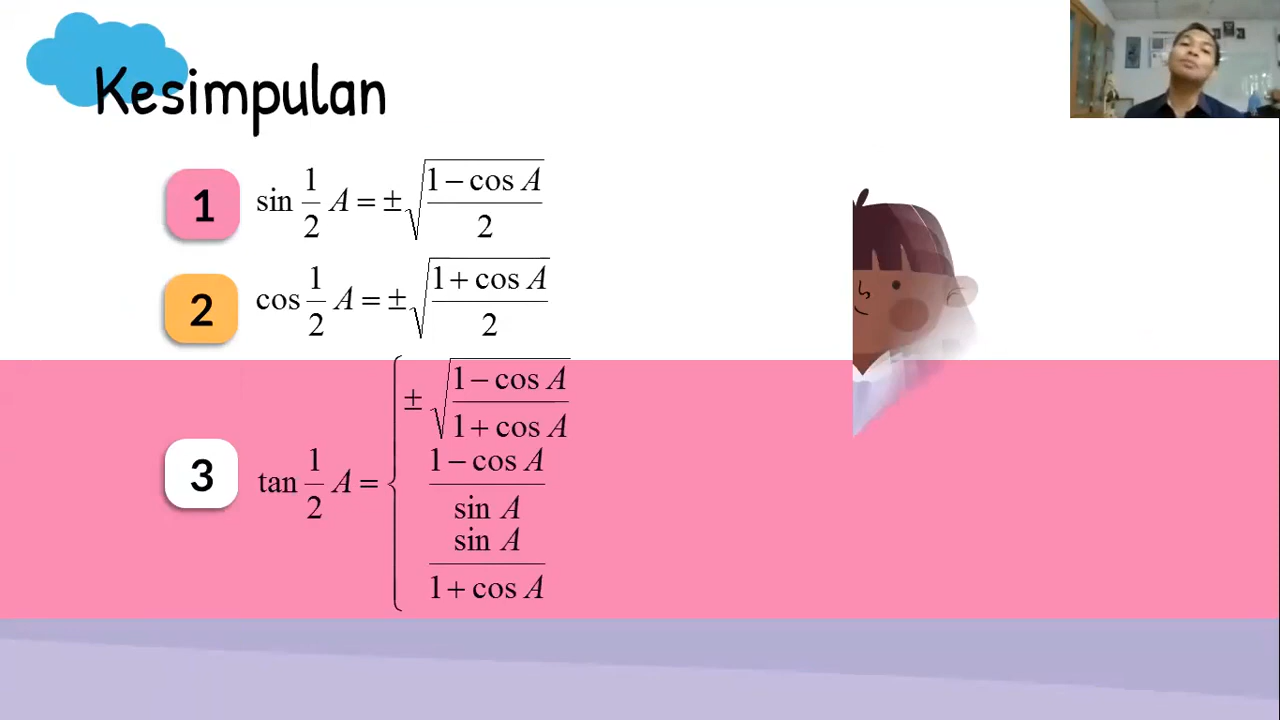 Kesimpulan
1 sin 1/2 A = ± √((1 − cos A)/2)
2 cos 1/2 A = ± √((1 + cos A)/2)
3 tan 1/2 A = { ± √((1 − cos A)/(1 + cos A))
(1 − cos A)/(sin A)
(sin A)/(1 + cos A)